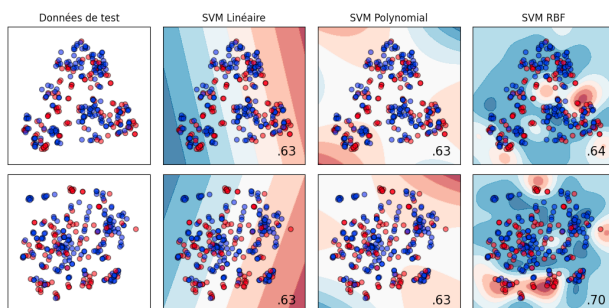 Données de test
SVM Linéaire
SVM Polynomial
SVM RBF
.63
.63
.64
.63
.63
.70